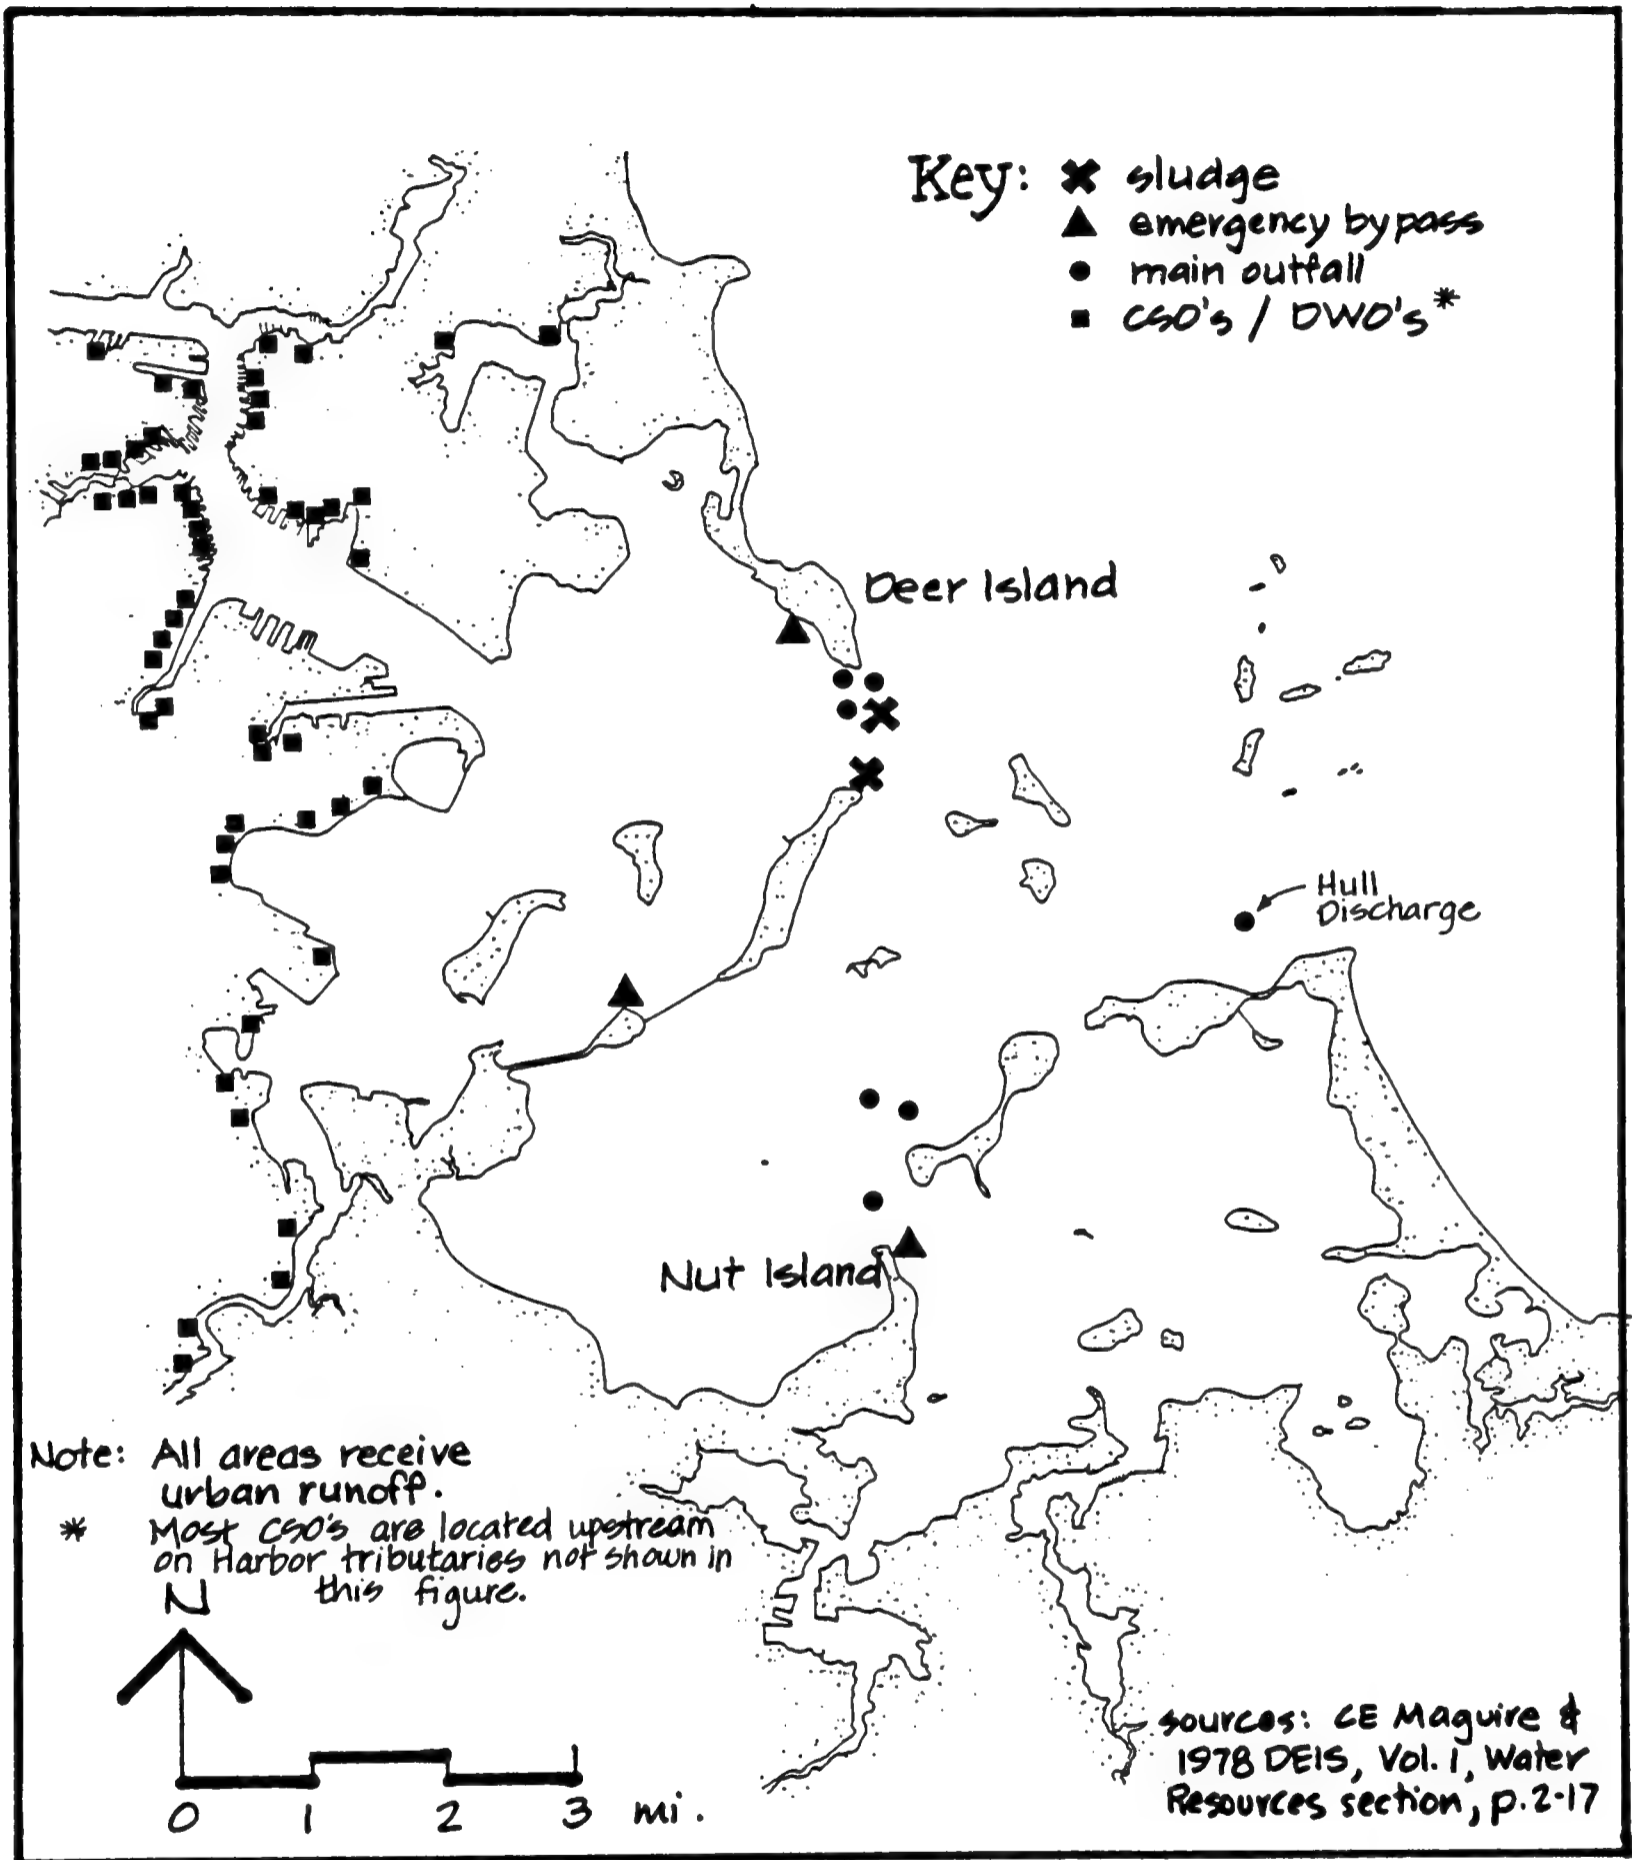 Key: ✖ sludge
▲ emergency bypass
● main outfall
■ CSO's / DWO's*
Deer Island
Hull
Discharge
Nut Island
Note: All areas receive
urban runoff.
* Most CSO's are located upstream
on Harbor tributaries not shown in
this figure.
N
0 1 2 3 mi.
sources: CE Maguire &
1978 DEIS, Vol. 1, Water
Resources section, p. 2-17